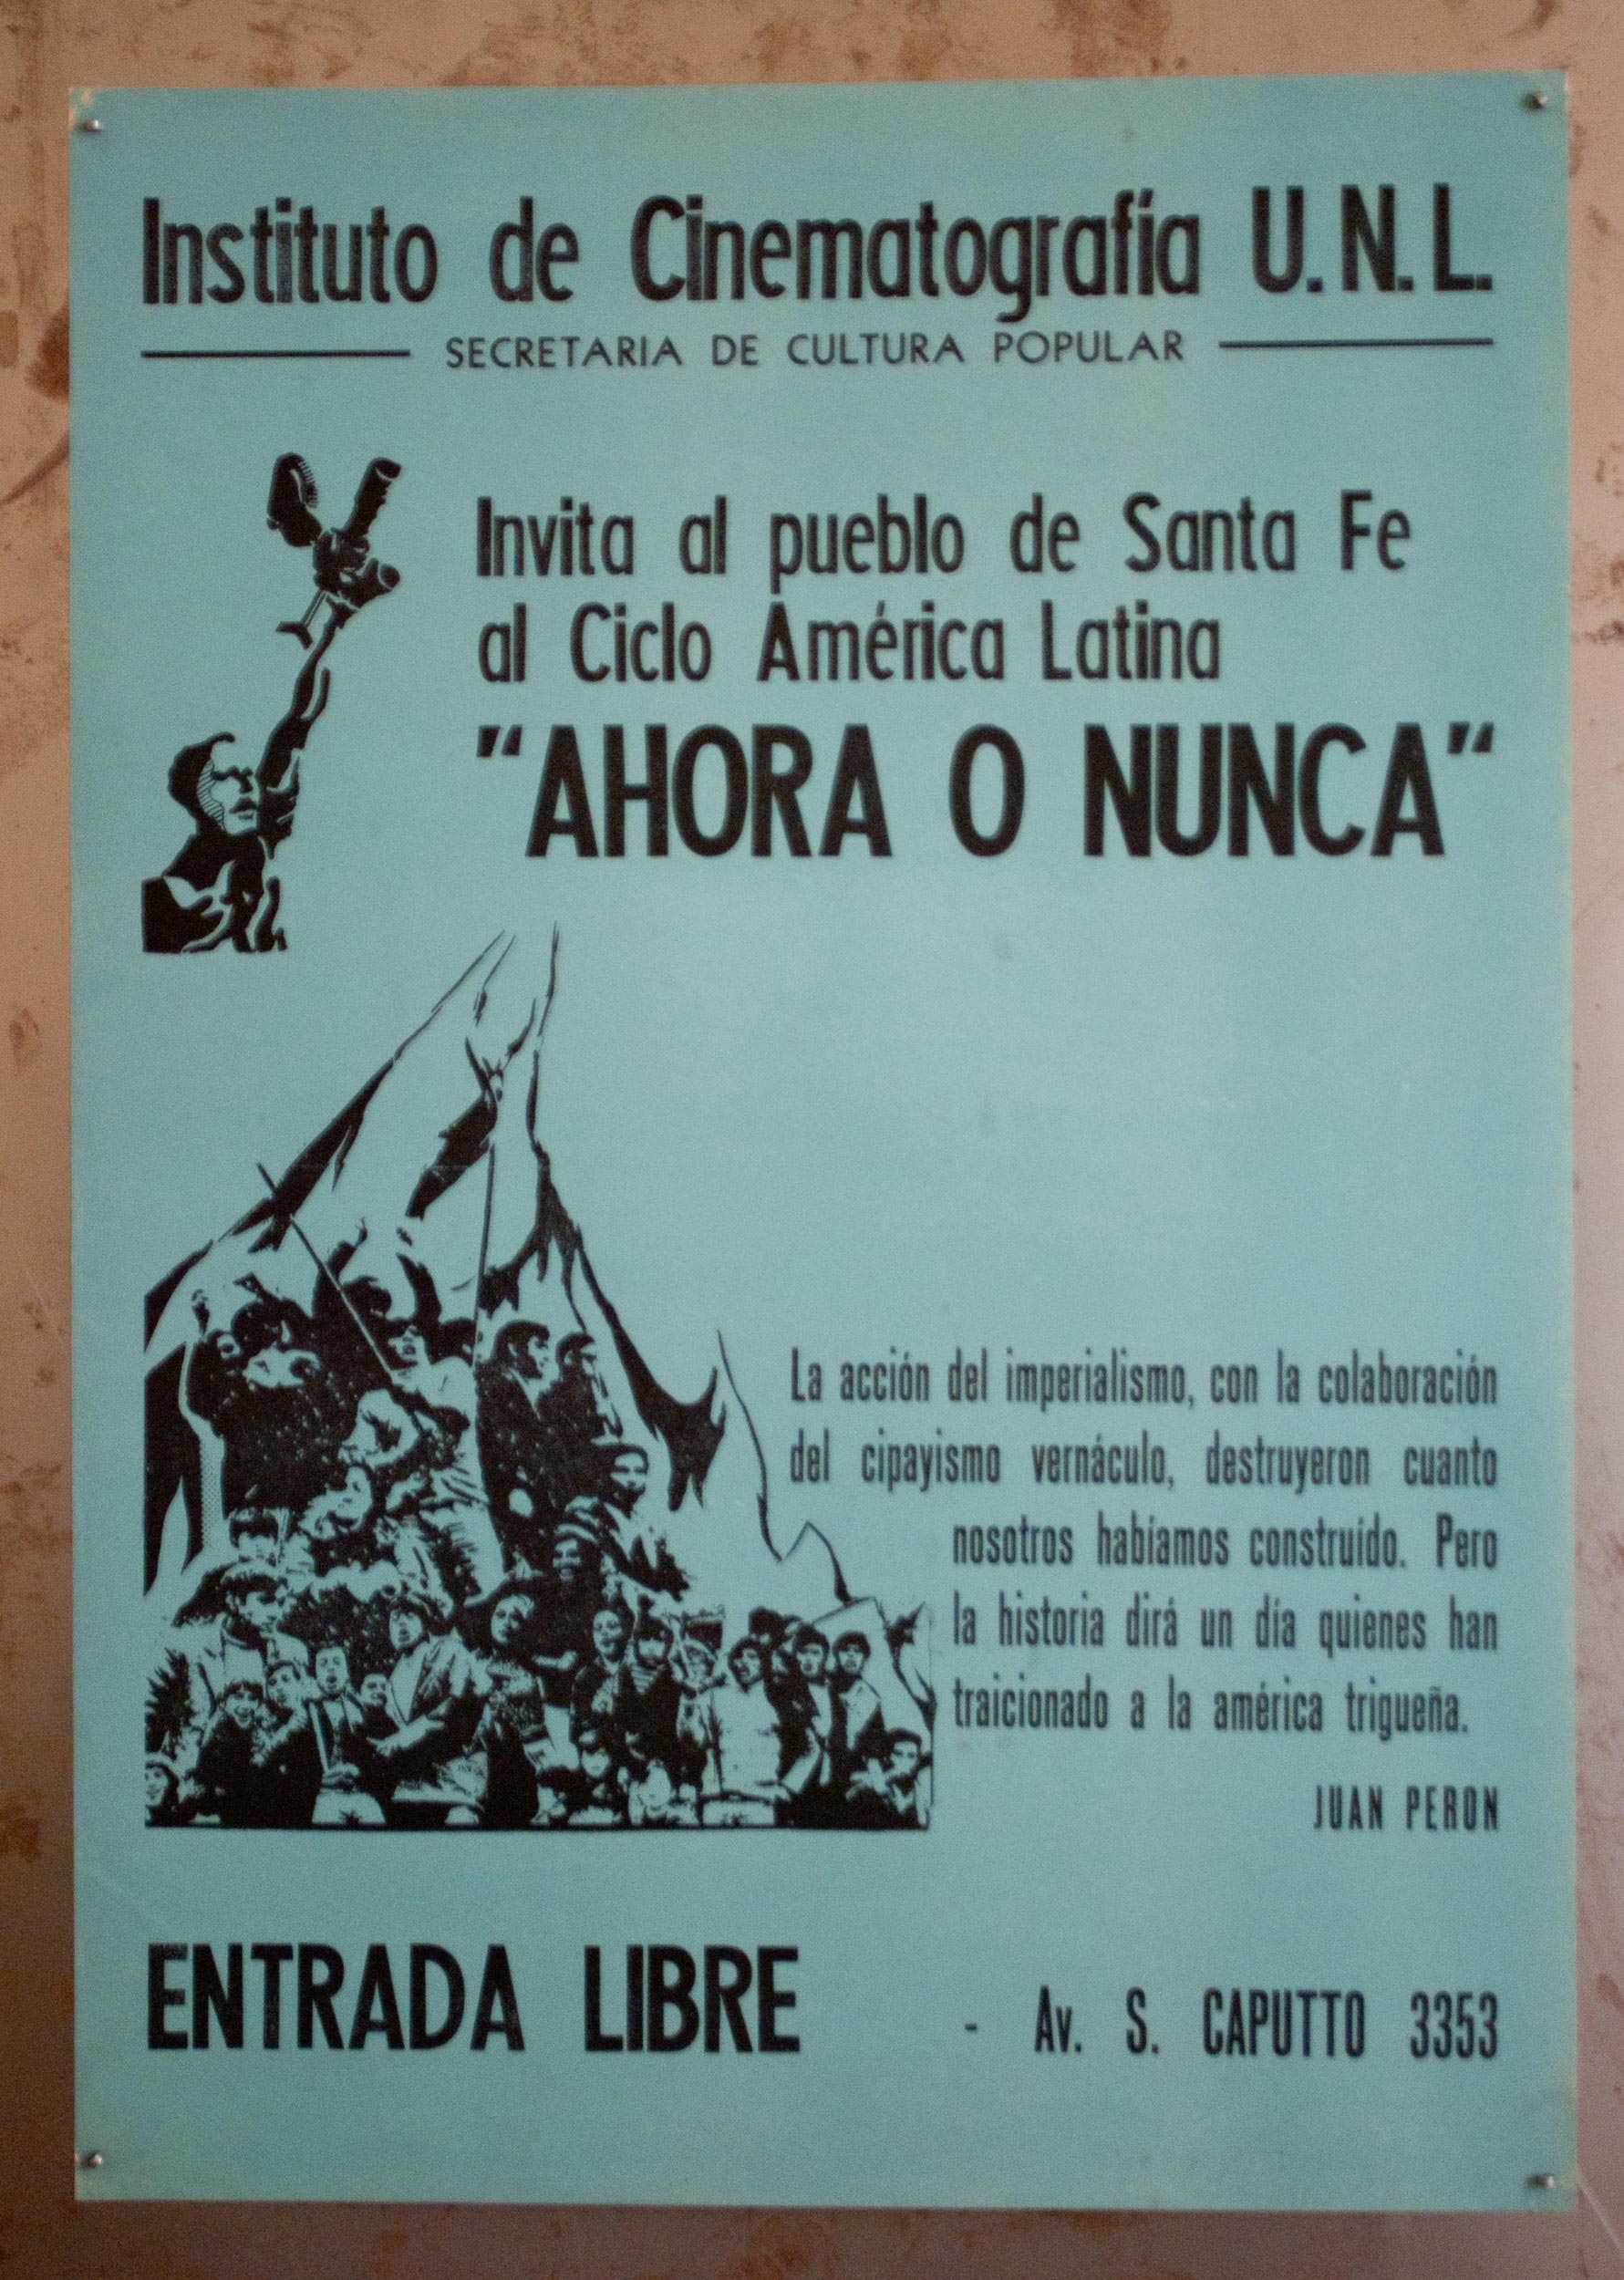 Instituto de Cinematografía U.N.L.
SECRETARIA DE CULTURA POPULAR
Invita al pueblo de Santa Fe
al Ciclo América Latina
"AHORA O NUNCA"
La acción del imperialismo, con la colaboración
del cipayismo vernáculo, destruyeron cuanto
nosotros habíamos construído. Pero
la historia dirá un día quienes han
traicionado a la américa trigueña.
JUAN PERON
ENTRADA LIBRE - Av. S. CAPUTTO 3353